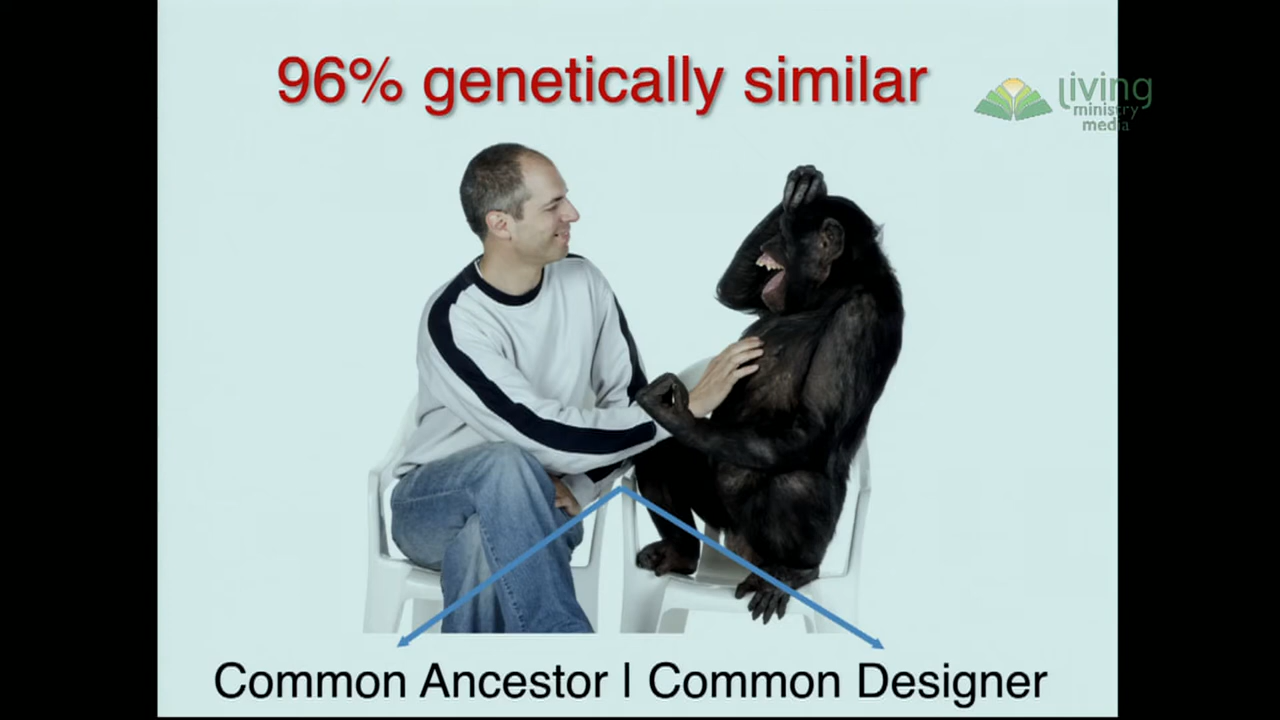 96% genetically similar
living
ministry
media
Common Ancestor | Common Designer